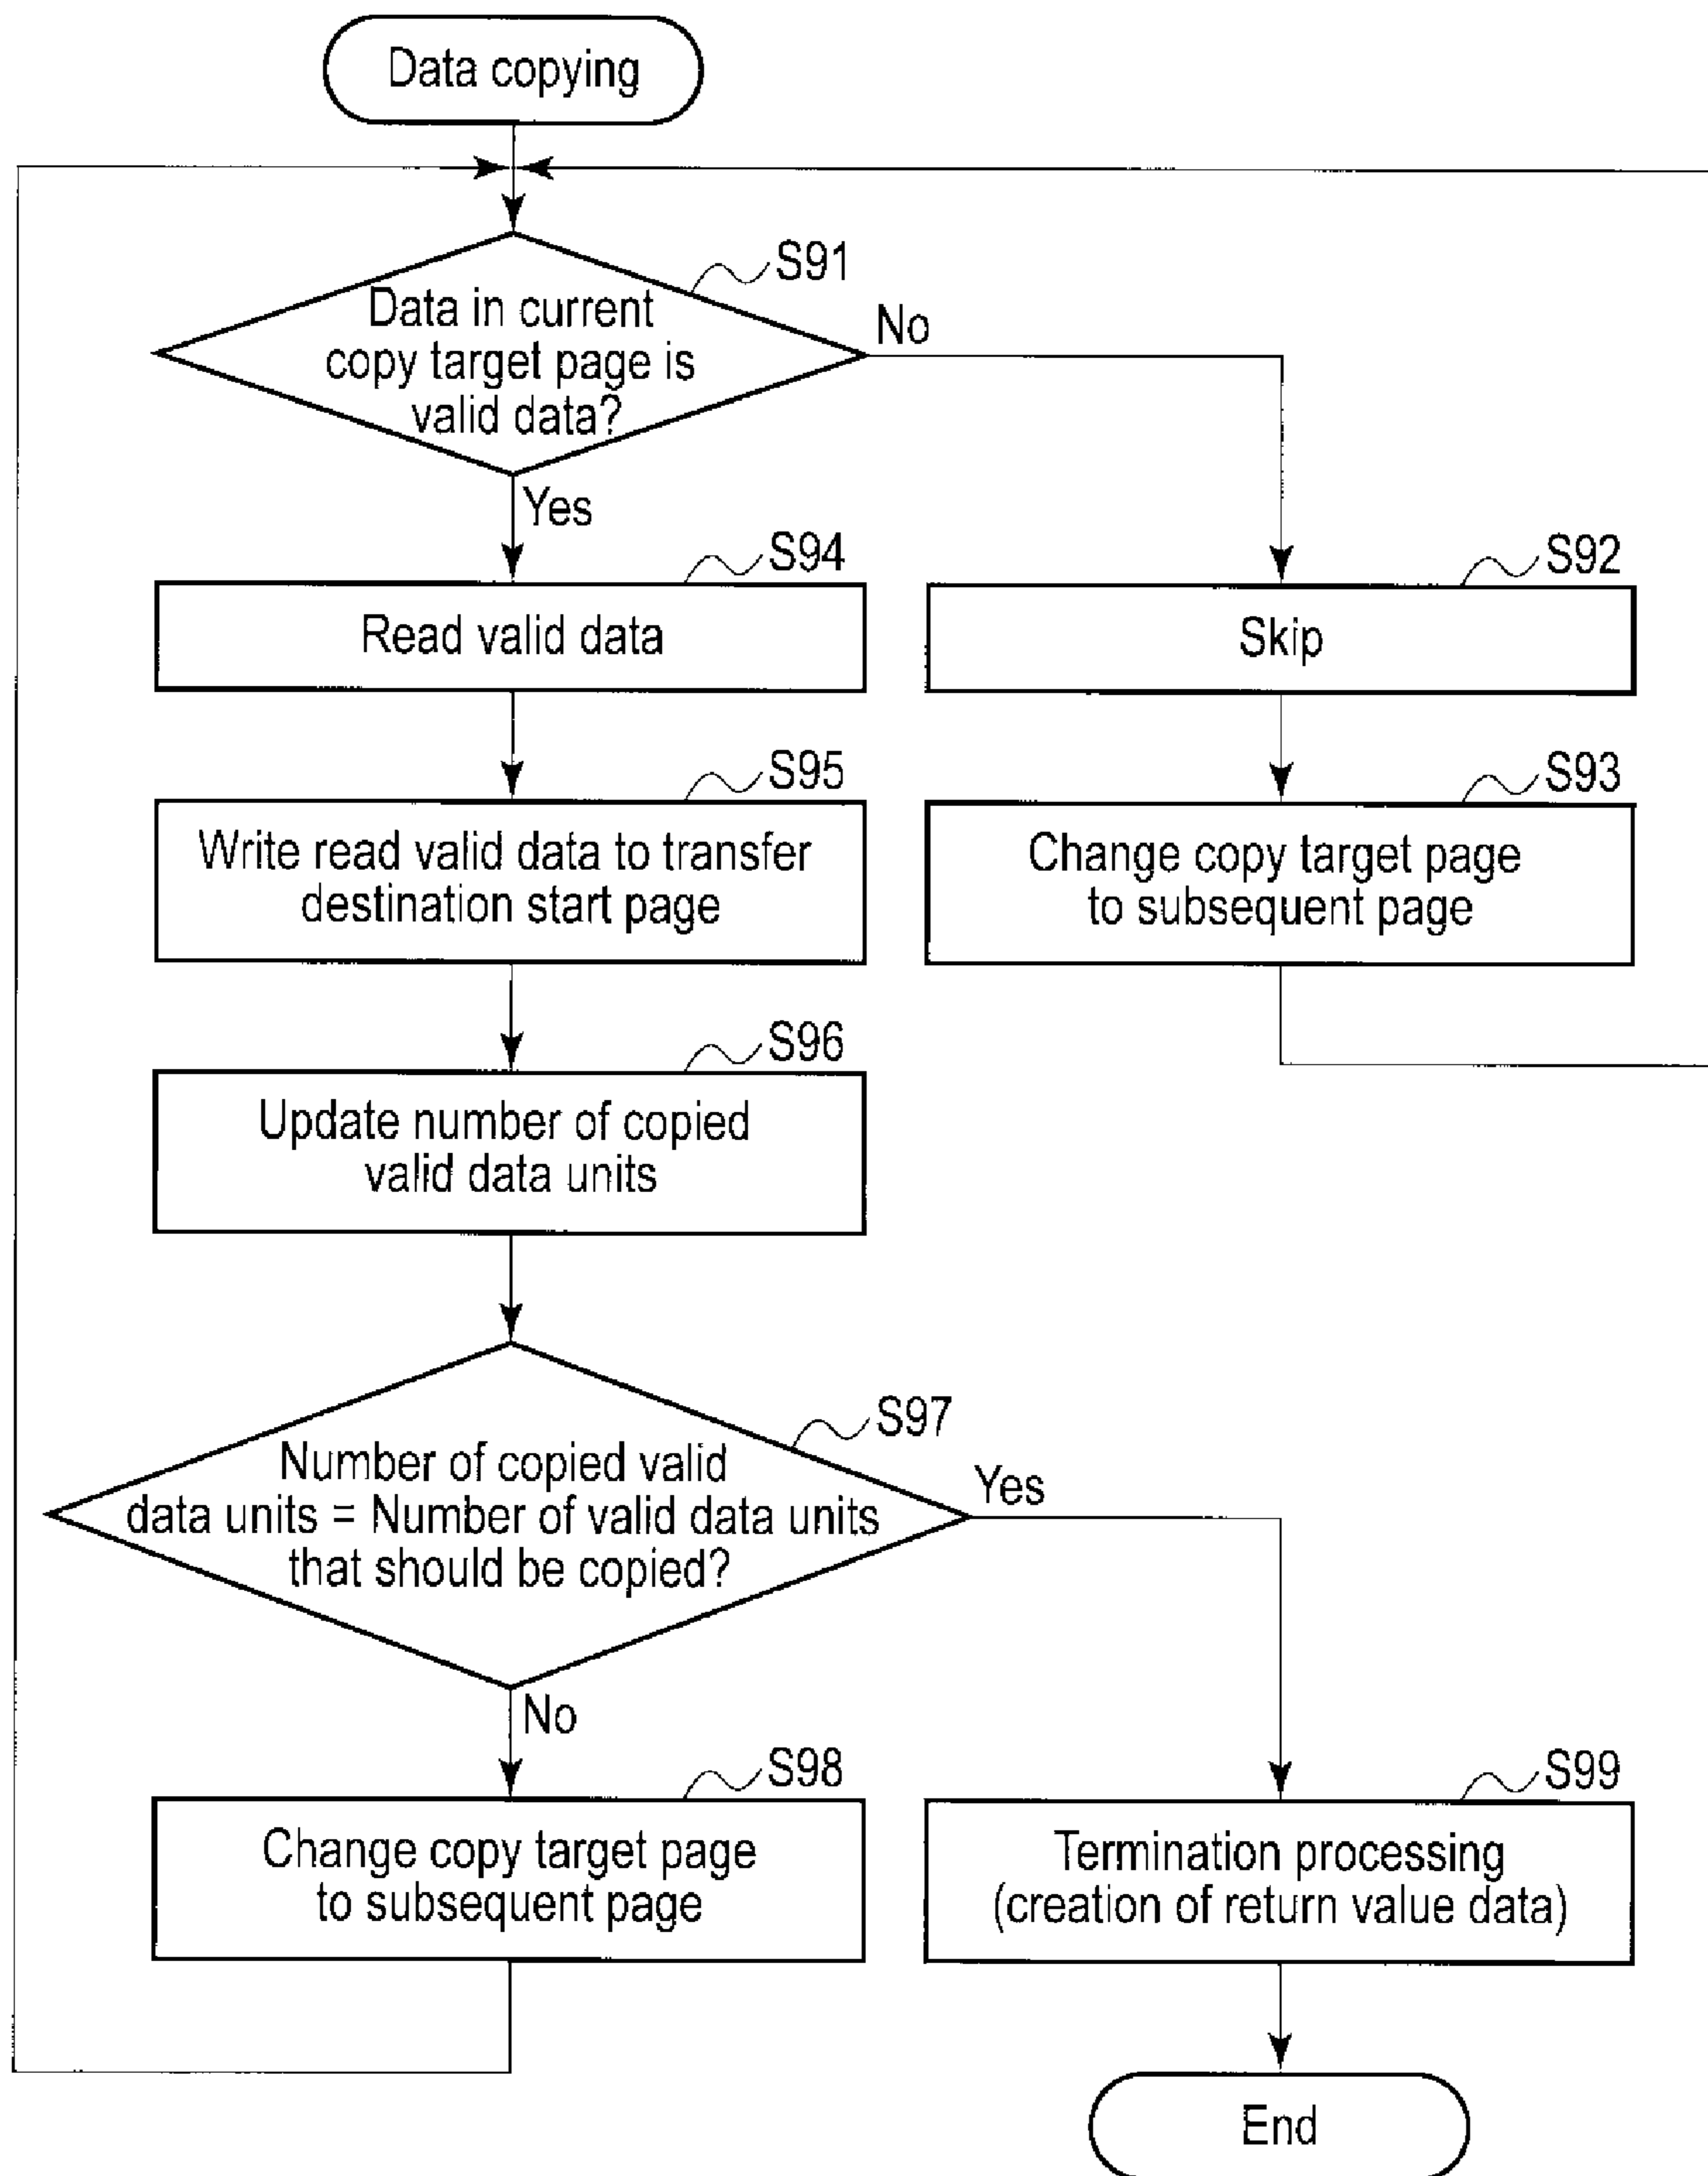 Data copying
S91
Data in current
copy target page is
valid data?
No
Yes
S94
Read valid data
S92
Skip
S95
Write read valid data to transfer
destination start page
S93
Change copy target page
to subsequent page
S96
Update number of copied
valid data units
S97
Number of copied valid
data units = Number of valid data units
that should be copied?
Yes
No
S98
Change copy target page
to subsequent page
S99
Termination processing
(creation of return value data)
End